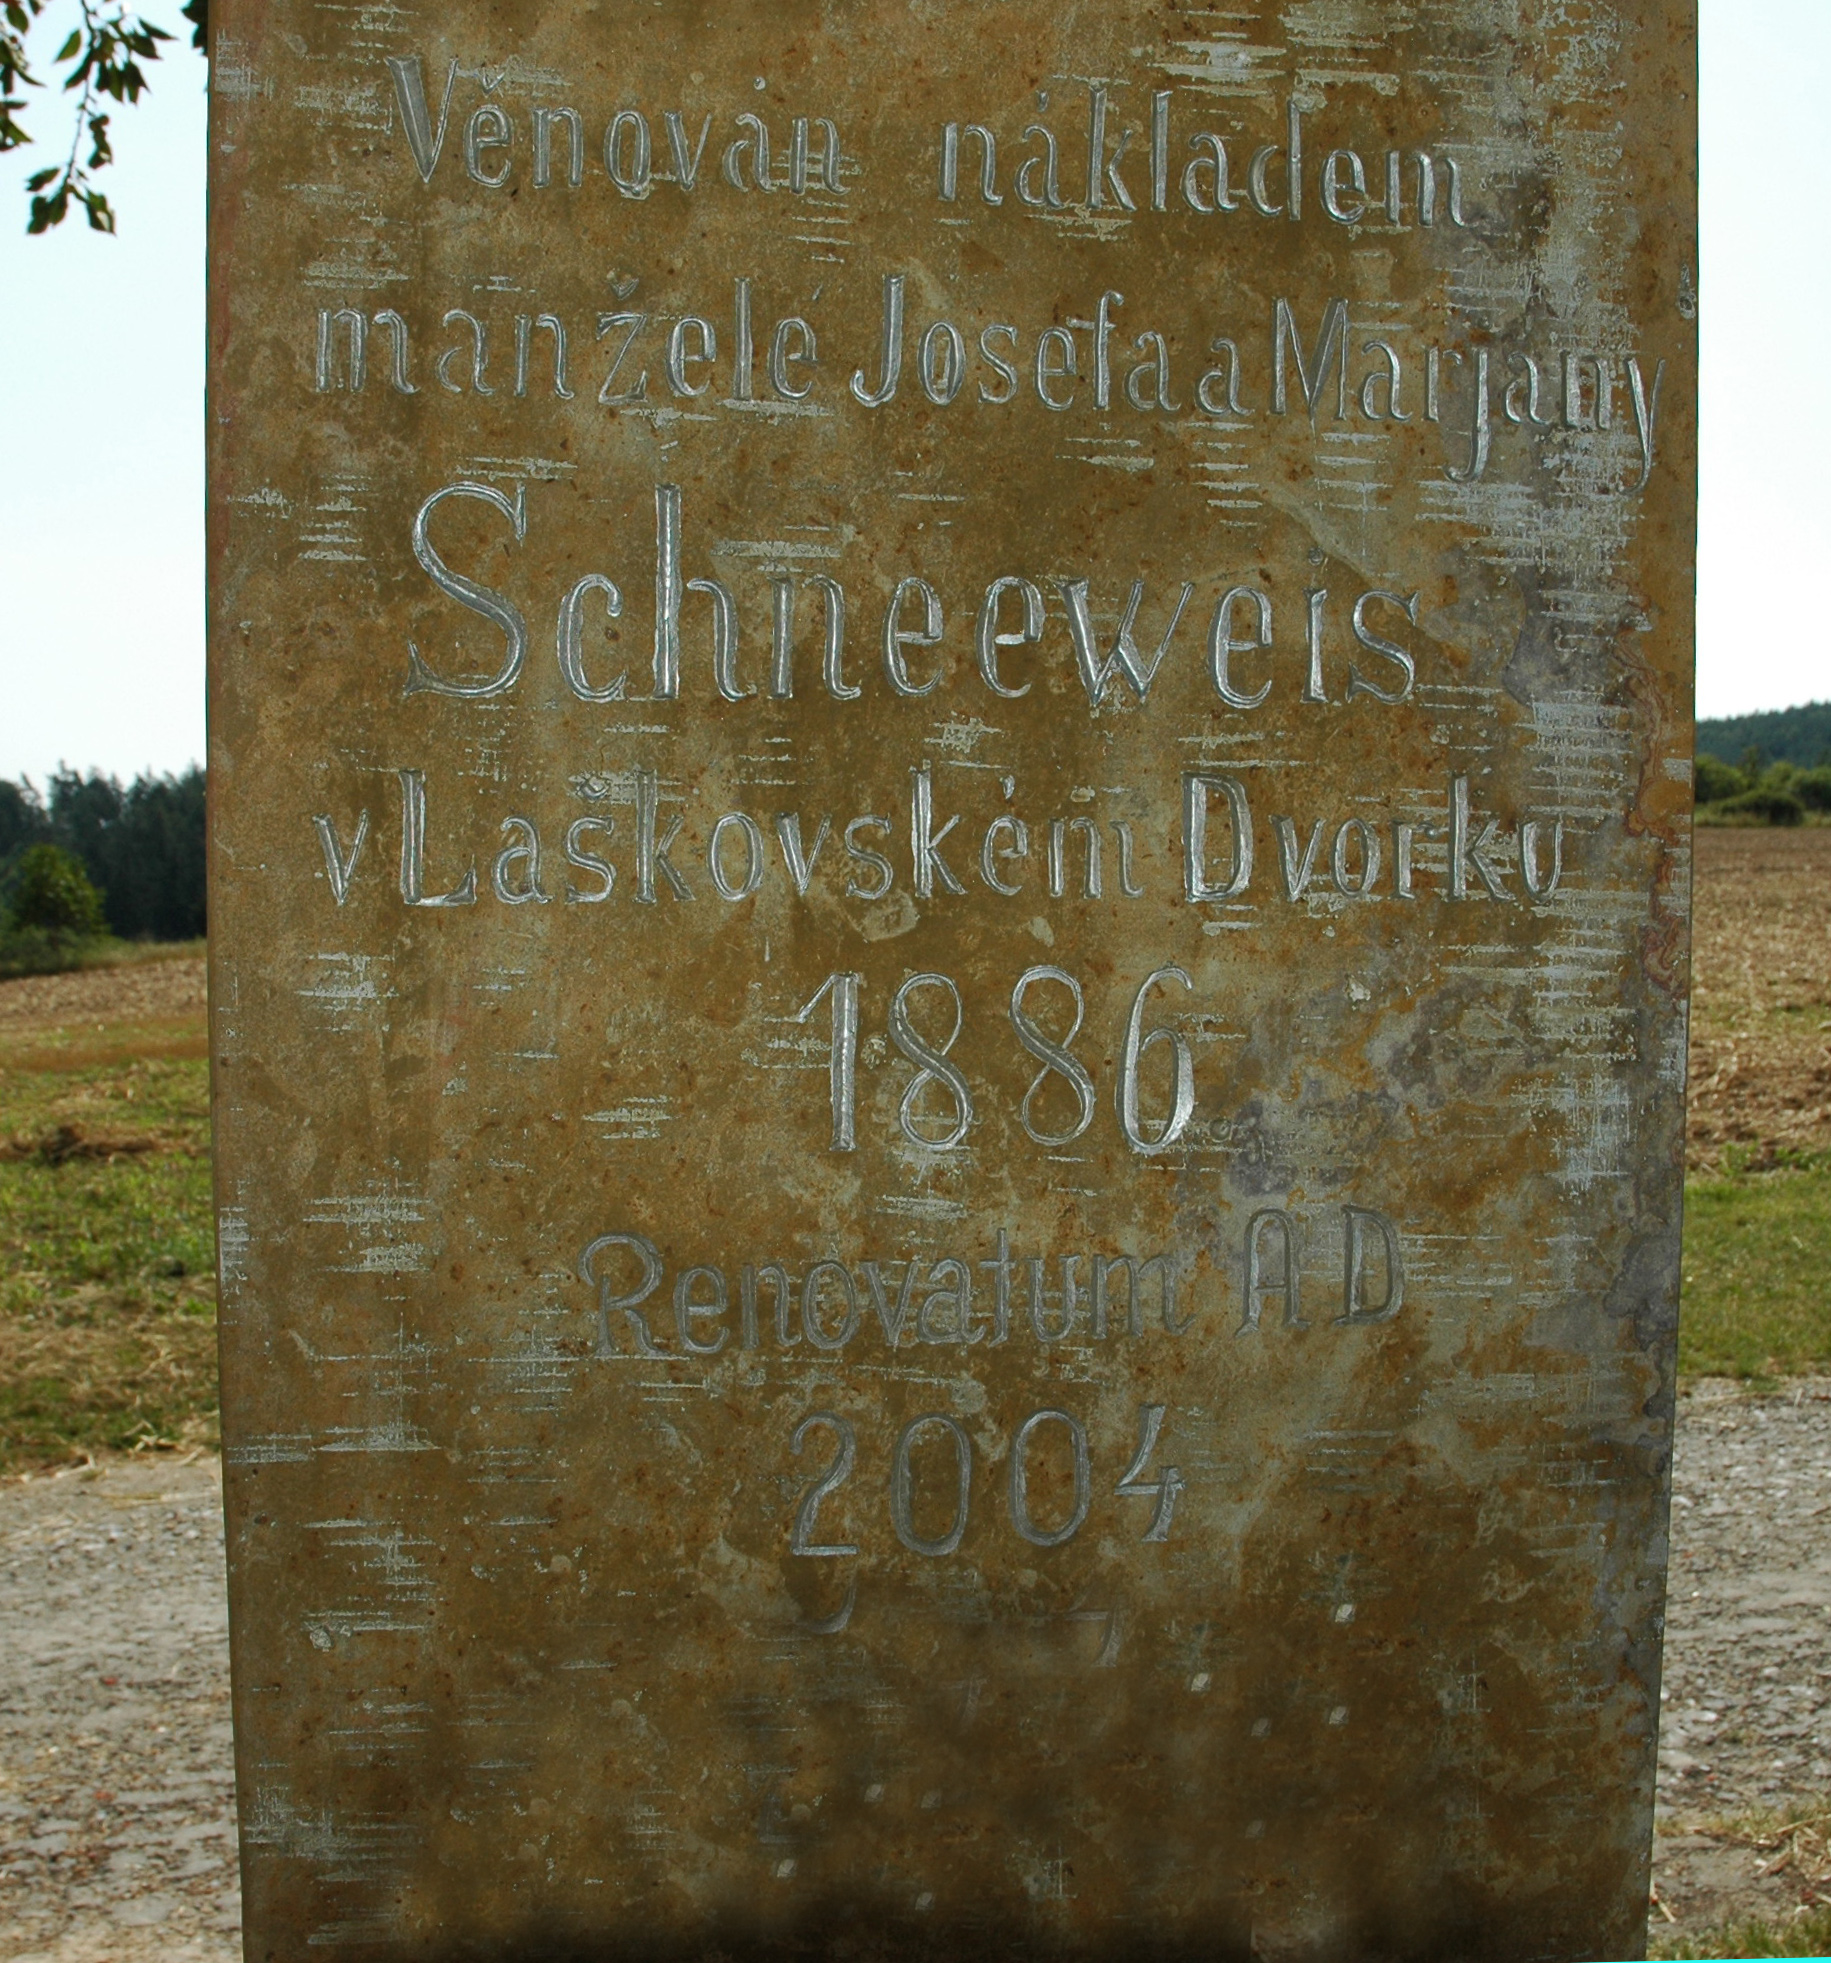 Věnován nákladem
manželé Josefa a Marjany
Schneeweis
v Laškovském Dvorku
1886
Renovatum A D
2004